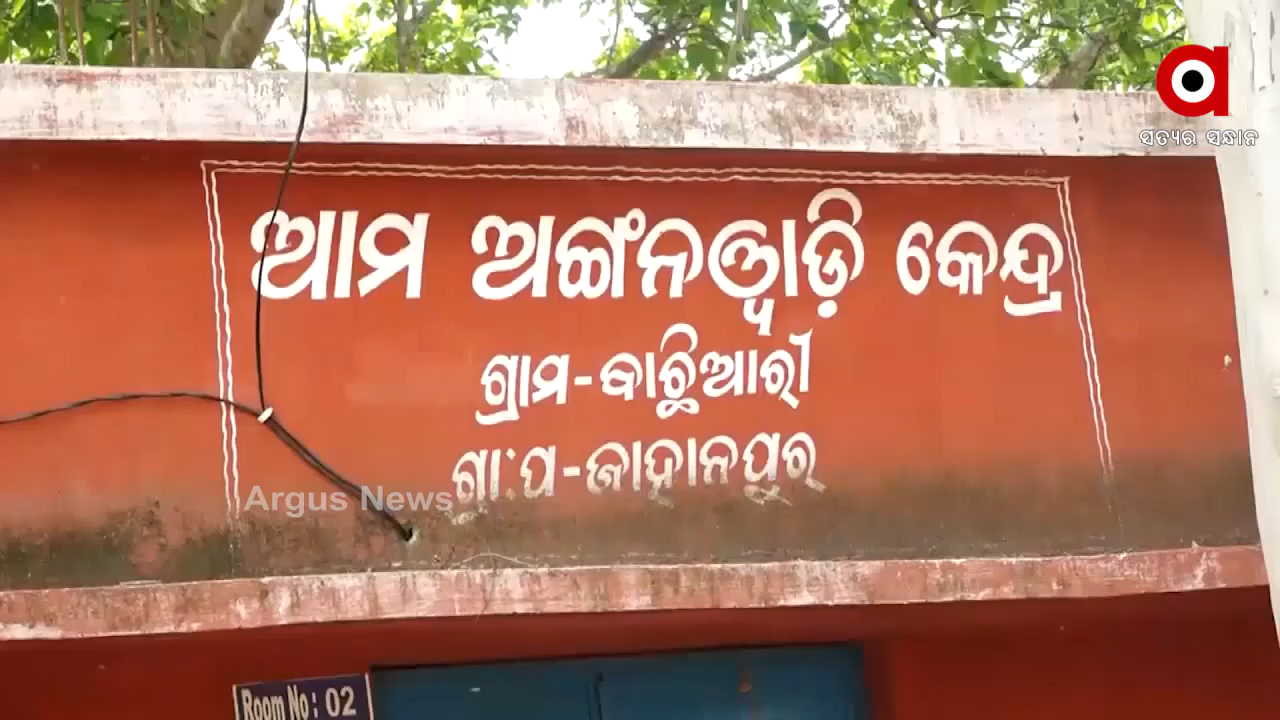 ସତ୍ୟର ସନ୍ଧାନ
ଆମ ଅଙ୍ଗନୱାଡ଼ି କେନ୍ଦ୍ର
ଗ୍ରାମ-ବାଛିଆରୀ
ଗ୍ରା:ପ-ଜାହାନପୁର
Argus News
Room No: 02